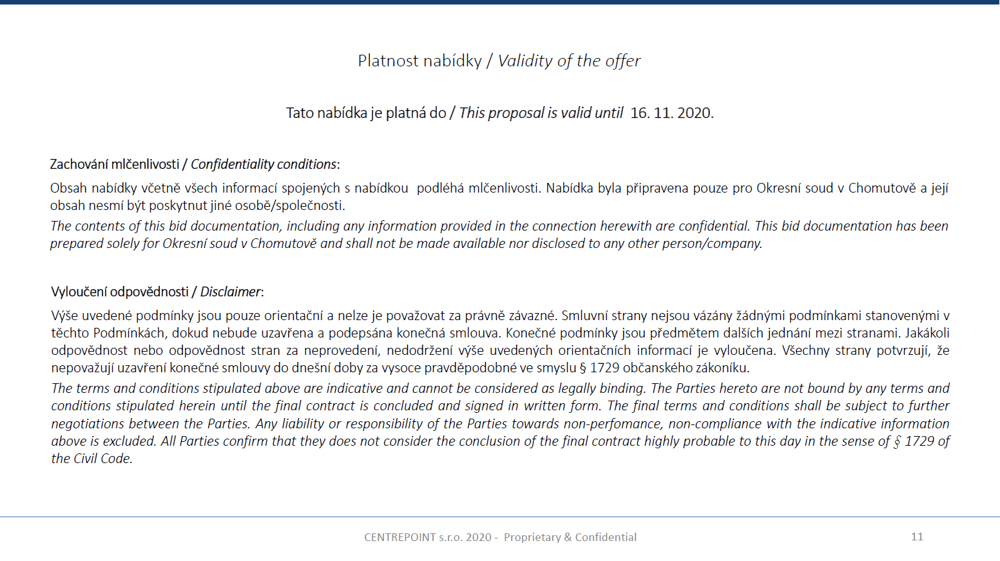 Platnost nabídky / Validity of the offer
Tato nabídka je platná do / This proposal is valid until 16. 11. 2020.
Zachování mlčenlivosti / Confidentiality conditions:
Obsah nabídky včetně všech informací spojených s nabídkou podléhá mlčenlivosti. Nabídka byla připravena pouze pro Okresní soud v Chomutově a její
obsah nesmí být poskytnut jiné osobě/společnosti.
The contents of this bid documentation, including any information provided in the connection herewith are confidential. This bid documentation has been
prepared solely for Okresní soud v Chomutově and shall not be made available nor disclosed to any other person/company.
Vyloučení odpovědnosti / Disclaimer:
Výše uvedené podmínky jsou pouze orientační a nelze je považovat za právně závazné. Smluvní strany nejsou vázány žádnými podmínkami stanovenými v
těchto Podmínkách, dokud nebude uzavřena a podepsána konečná smlouva. Konečné podmínky jsou předmětem dalších jednání mezi stranami. Jakákoli
odpovědnost nebo odpovědnost stran za neprovedení, nedodržení výše uvedených orientačních informací je vyloučena. Všechny strany potvrzují, že
nepovažují uzavření konečné smlouvy do dnešní doby za vysoce pravděpodobné ve smyslu § 1729 občanského zákoníku.
The terms and conditions stipulated above are indicative and cannot be considered as legally binding. The Parties hereto are not bound by any terms and
conditions stipulated herein until the final contract is concluded and signed in written form. The final terms and conditions shall be subject to further
negotiations between the Parties. Any liability or responsibility of the Parties towards non-perfomance, non-compliance with the indicative information
above is excluded. All Parties confirm that they does not consider the conclusion of the final contract highly probable to this day in the sense of § 1729 of
the Civil Code.
CENTREPOINT s.r.o. 2020 - Proprietary & Confidential
11